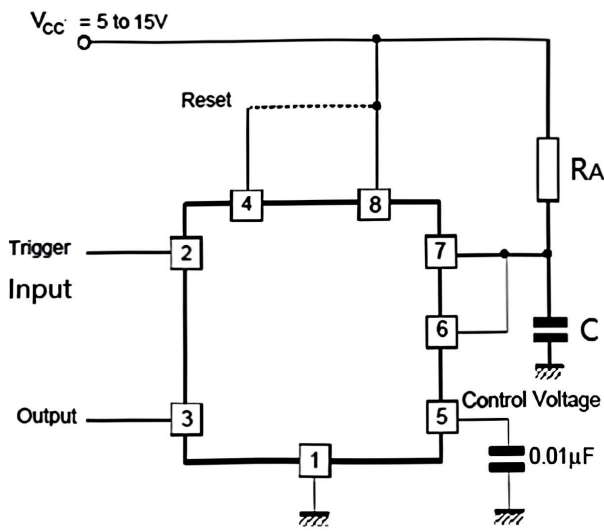 VCC = 5 to 15V
Reset
RA
4
8
Trigger
2
7
Input
6
C
Control Voltage
Output
3
5
1
0.01μF